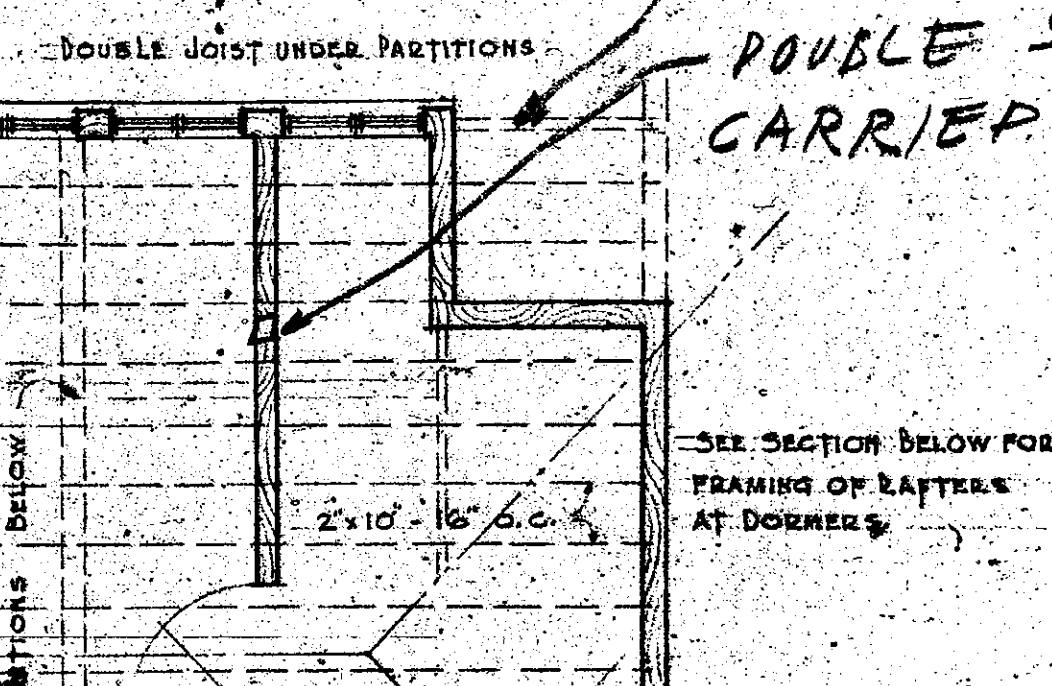 DOUBLE JOIST UNDER PARTITIONS
DOUBLE
CARRIED
SEE SECTION BELOW FOR
FRAMING OF RAFTERS
AT DORMERS
2"x10" - 16" O.C.
BELOW